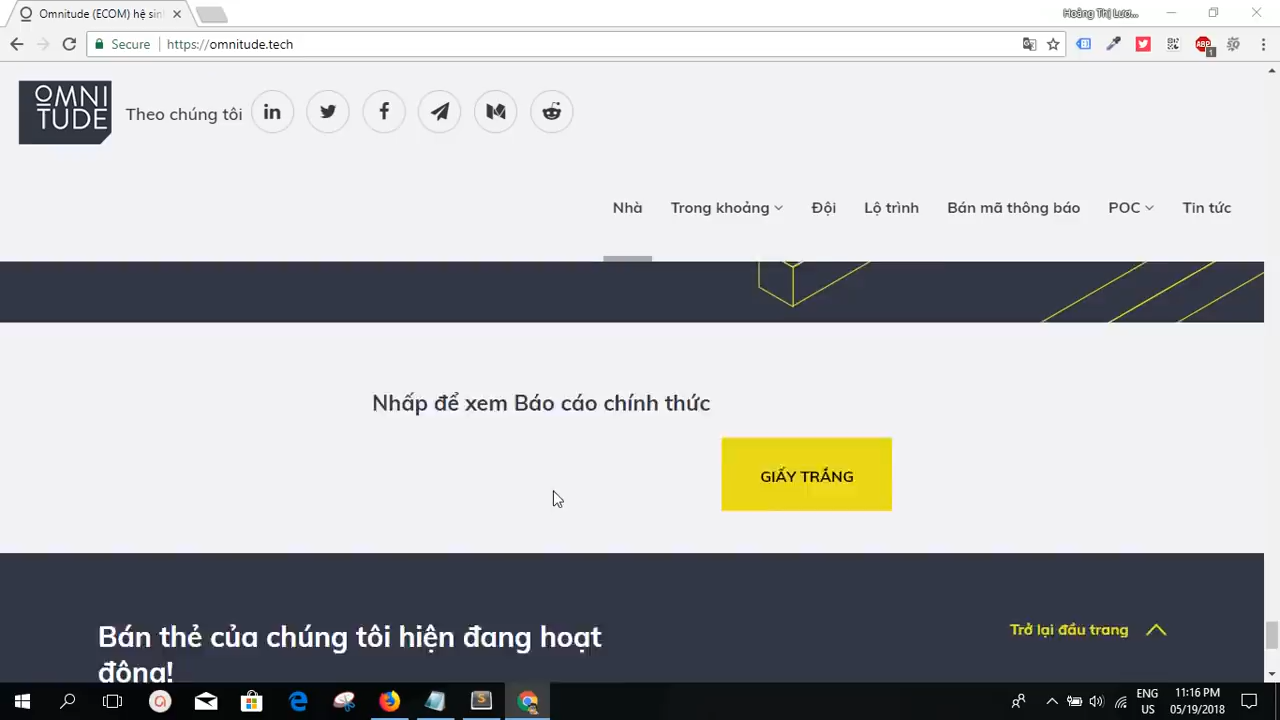 Omnitude (ECOM) hệ sin
Hoàng Thị Lươ...
Secure
https://omnitude.tech
ABP
1
OMNI
TUDE
Theo chúng tôi
Nhà
Trong khoảng
Đội
Lộ trình
Bán mã thông báo
POC
Tin tức
Nhấp để xem Báo cáo chính thức
GIẤY TRẮNG
Bán thẻ của chúng tôi hiện đang hoạt
động!
Trở lại đầu trang
ENG
US
11:16 PM
05/19/2018